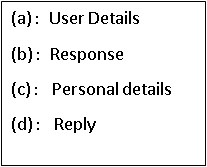 (a) : User Details
(b) : Response
(c) : Personal details
(d) : Reply